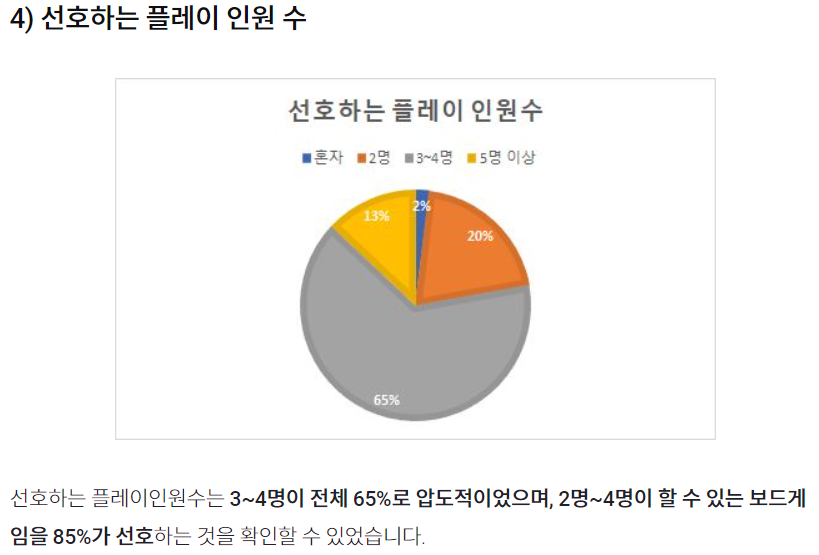 4) 선호하는 플레이 인원 수
선호하는 플레이 인원수
혼자 2명 3~4명 5명 이상
13% 2%
20%
65%
선호하는 플레이인원수는 3~4명이 전체 65%로 압도적이었으며, 2명~4명이 할 수 있는 보드게
임을 85%가 선호하는 것을 확인할 수 있었습니다.